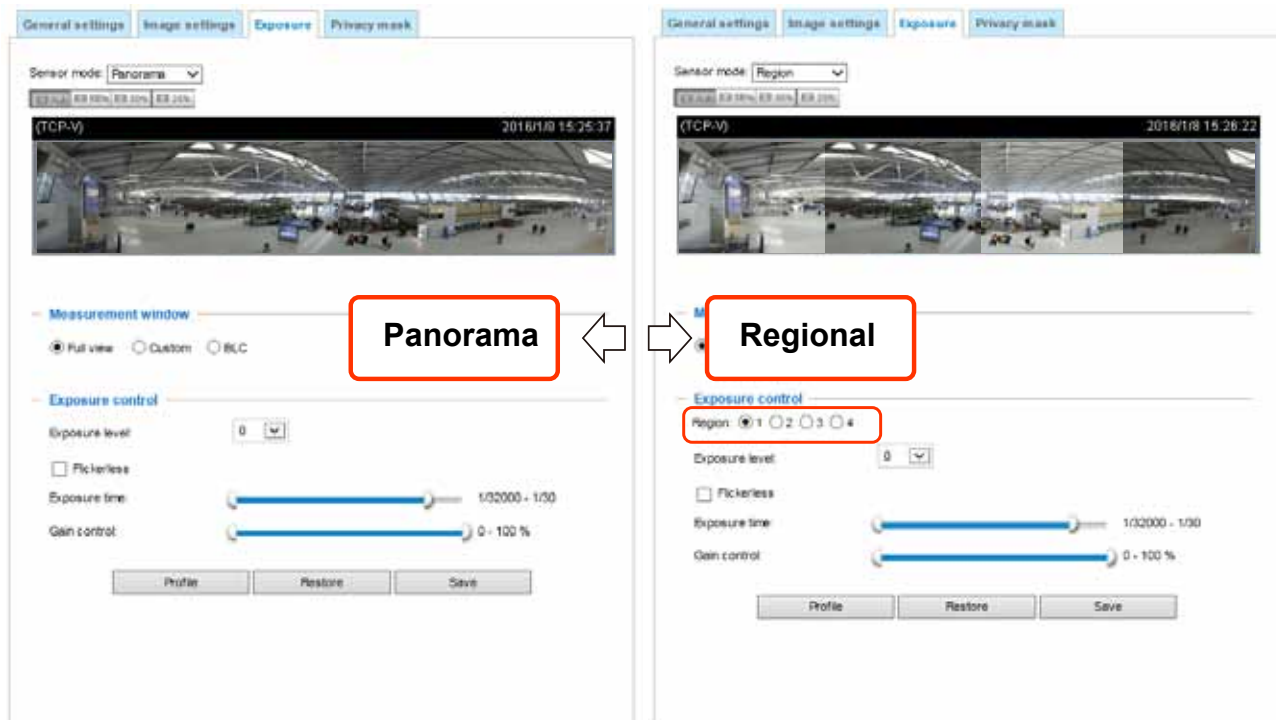 General settings Image settings Exposure Privacy mask
Sensor mode: Panorama
(TCP-V) 2016/1/8 15:25:37
Measurement window
Full view Custom BLC
Exposure control
Exposure level: 0
Flickerless
Exposure time: 1/32000 - 1/30
Gain control: 0 - 100 %
Profile Restore Save
Panorama
Regional
General settings Image settings Exposure Privacy mask
Sensor mode: Region
(TCP-V) 2016/1/8 15:26:22
M
Exposure control
Region: 1 2 3 4
Exposure level: 0
Flickerless
Exposure time: 1/32000 - 1/30
Gain control: 0 - 100 %
Profile Restore Save